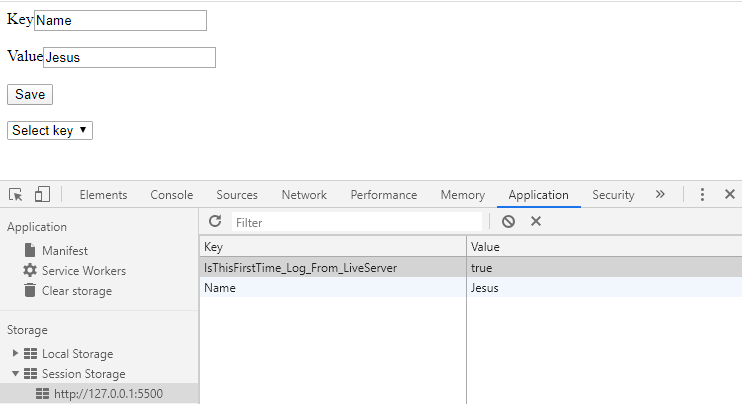 Key Name
Value Jesus
Save
Select key
Elements Console Sources Network Performance Memory Application Security
Application
Manifest
Service Workers
Clear storage
Storage
Local Storage
Session Storage
http://127.0.0.1:5500
Filter
Key Value
IsThisFirstTime_Log_From_LiveServer true
Name Jesus